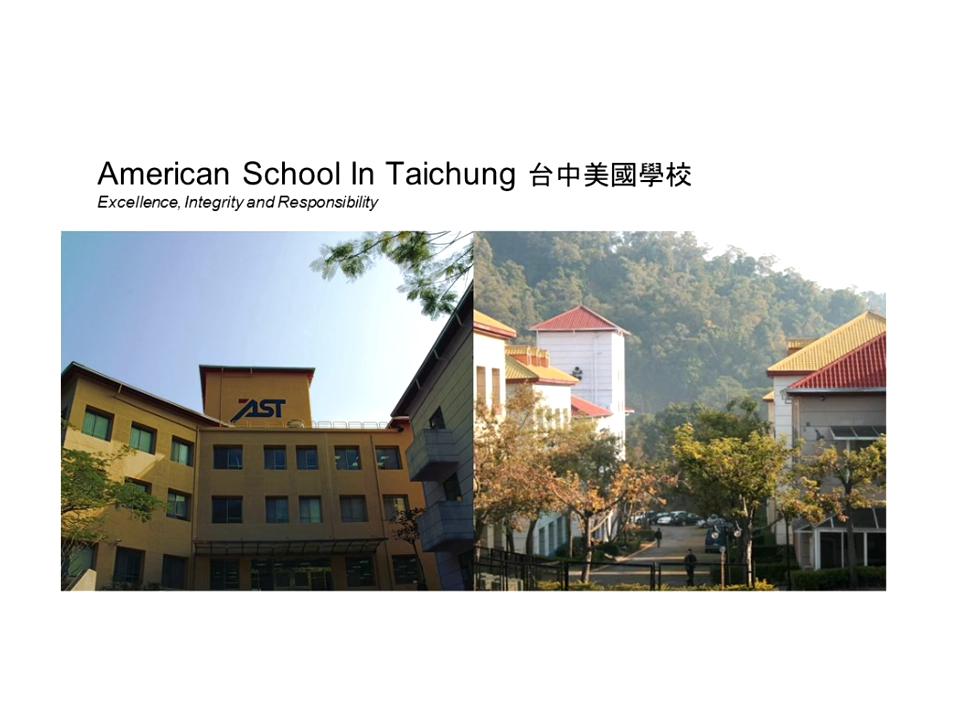 American School In Taichung 台中美國學校
Excellence, Integrity and Responsibility
AST